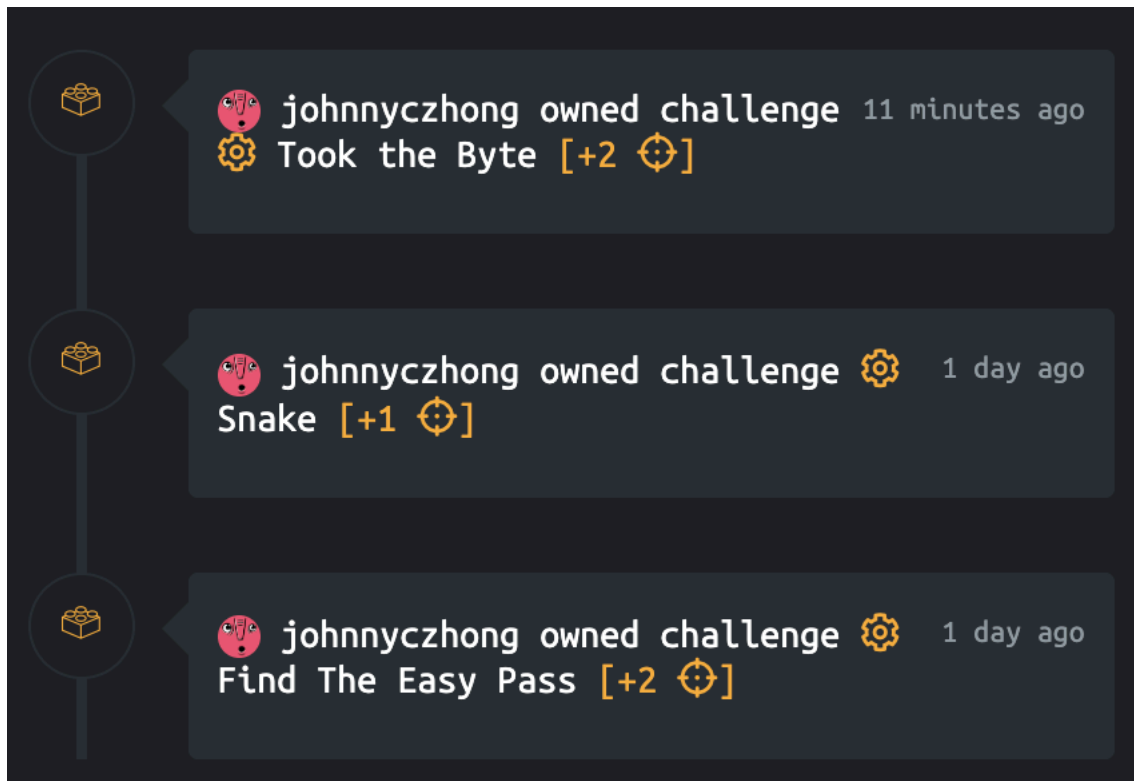 johnnyczhong owned challenge 11 minutes ago
Took the Byte [+2 ]
johnnyczhong owned challenge 1 day ago
Snake [+1 ]
johnnyczhong owned challenge 1 day ago
Find The Easy Pass [+2 ]